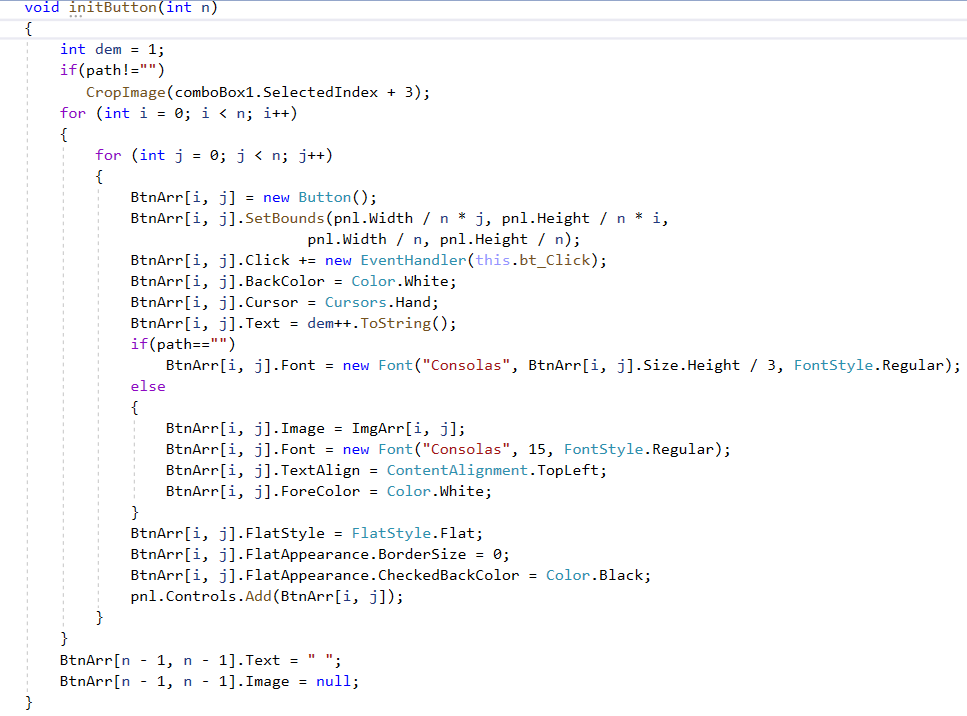 void initButton(int n)
{
    int dem = 1;
    if(path!="")
       CropImage(comboBox1.SelectedIndex + 3);
    for (int i = 0; i < n; i++)
    {
        for (int j = 0; j < n; j++)
        {
            BtnArr[i, j] = new Button();
            BtnArr[i, j].SetBounds(pnl.Width / n * j, pnl.Height / n * i,
                                pnl.Width / n, pnl.Height / n);
            BtnArr[i, j].Click += new EventHandler(this.bt_Click);
            BtnArr[i, j].BackColor = Color.White;
            BtnArr[i, j].Cursor = Cursors.Hand;
            BtnArr[i, j].Text = dem++.ToString();
            if(path=="")
                BtnArr[i, j].Font = new Font("Consolas", BtnArr[i, j].Size.Height / 3, FontStyle.Regular);
            else
            {
                BtnArr[i, j].Image = ImgArr[i, j];
                BtnArr[i, j].Font = new Font("Consolas", 15, FontStyle.Regular);
                BtnArr[i, j].TextAlign = ContentAlignment.TopLeft;
                BtnArr[i, j].ForeColor = Color.White;
            }
            BtnArr[i, j].FlatStyle = FlatStyle.Flat;
            BtnArr[i, j].FlatAppearance.BorderSize = 0;
            BtnArr[i, j].FlatAppearance.CheckedBackColor = Color.Black;
            pnl.Controls.Add(BtnArr[i, j]);
        }
    }
    BtnArr[n - 1, n - 1].Text = " ";
    BtnArr[n - 1, n - 1].Image = null;
}